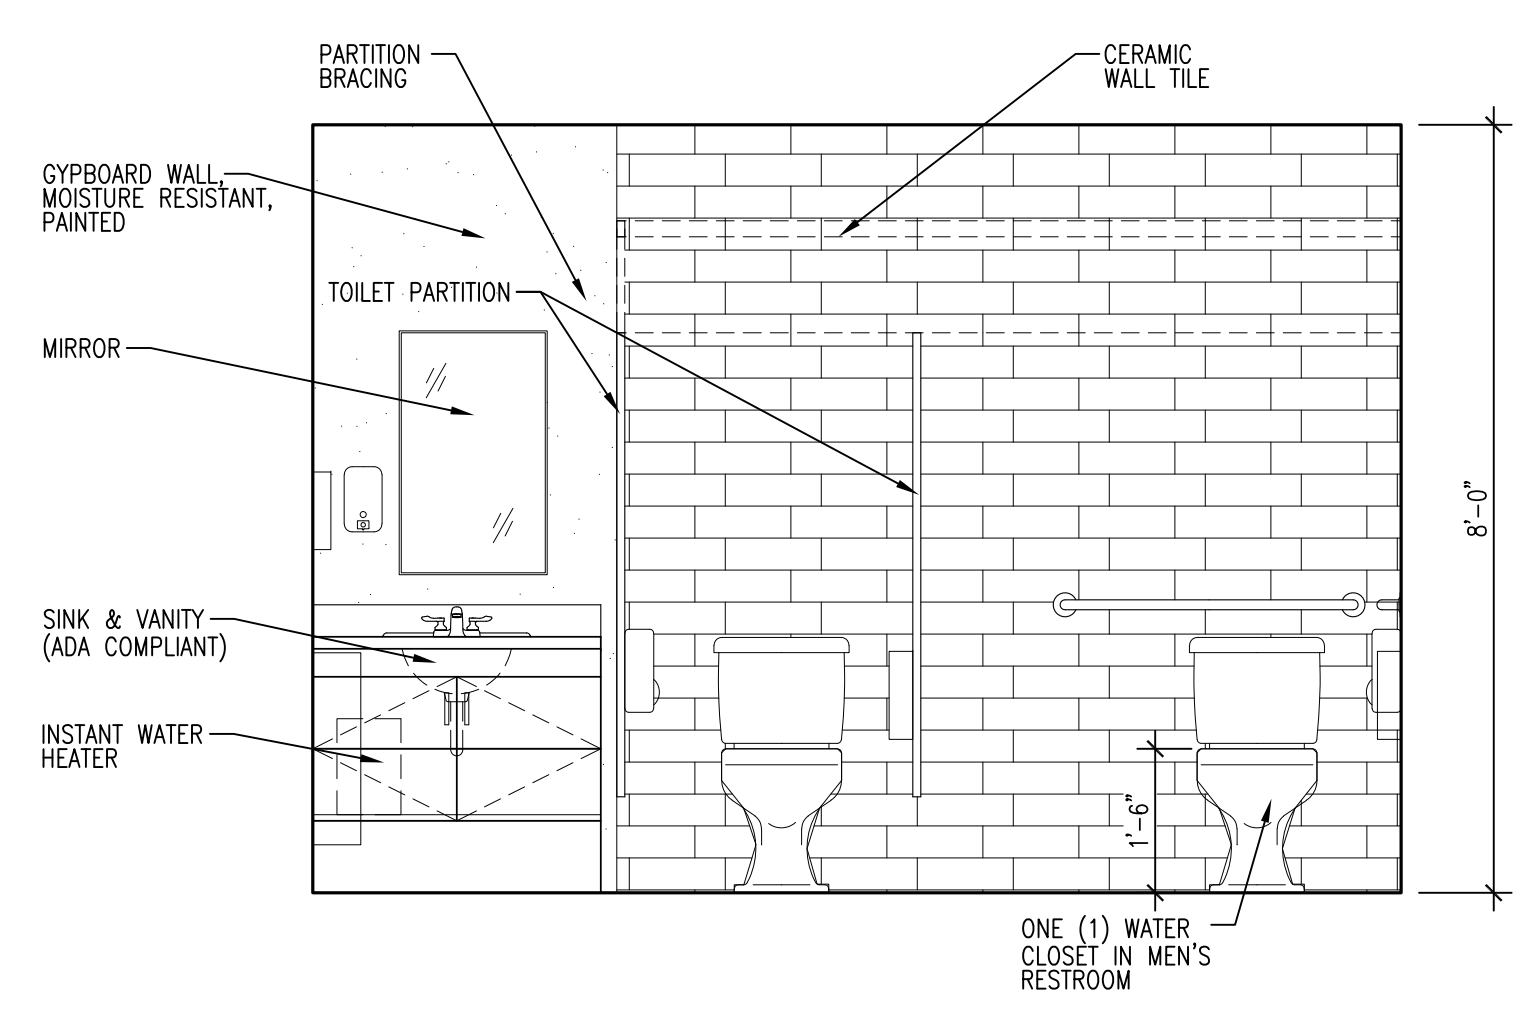 PARTITION
BRACING
CERAMIC
WALL TILE
GYPBOARD WALL,
MOISTURE RESISTANT,
PAINTED
TOILET PARTITION
MIRROR
8'-0"
SINK & VANITY
(ADA COMPLIANT)
INSTANT WATER
HEATER
1'-6"
ONE (1) WATER
CLOSET IN MEN'S
RESTROOM